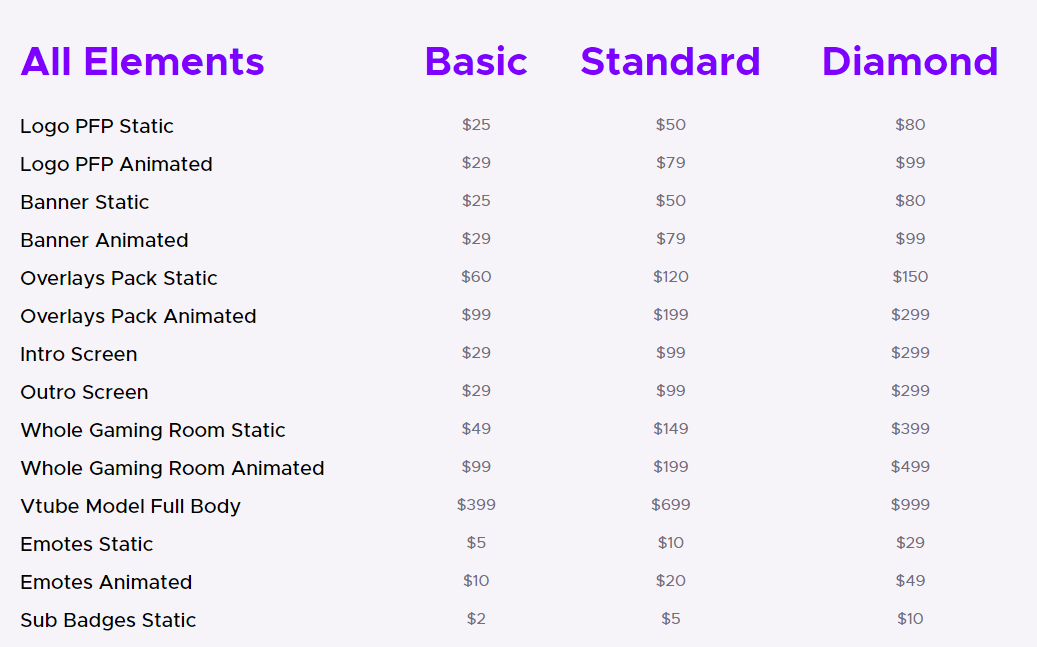 All Elements Basic Standard Diamond
Logo PFP Static $25 $50 $80
Logo PFP Animated $29 $79 $99
Banner Static $25 $50 $80
Banner Animated $29 $79 $99
Overlays Pack Static $60 $120 $150
Overlays Pack Animated $99 $199 $299
Intro Screen $29 $99 $299
Outro Screen $29 $99 $299
Whole Gaming Room Static $49 $149 $399
Whole Gaming Room Animated $99 $199 $499
Vtube Model Full Body $399 $699 $999
Emotes Static $5 $10 $29
Emotes Animated $10 $20 $49
Sub Badges Static $2 $5 $10